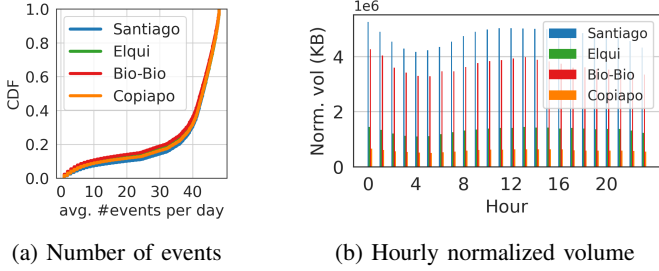 1.0
0.8
0.6
0.4
0.2
0.0
CDF
Santiago
Elqui
Bio-Bio
Copiapo
0 10 20 30 40
avg. #events per day
(a) Number of events
1e6
4
2
0
Norm. vol (KB)
Santiago
Elqui
Bio-Bio
Copiapo
0 4 8 12 16 20
Hour
(b) Hourly normalized volume